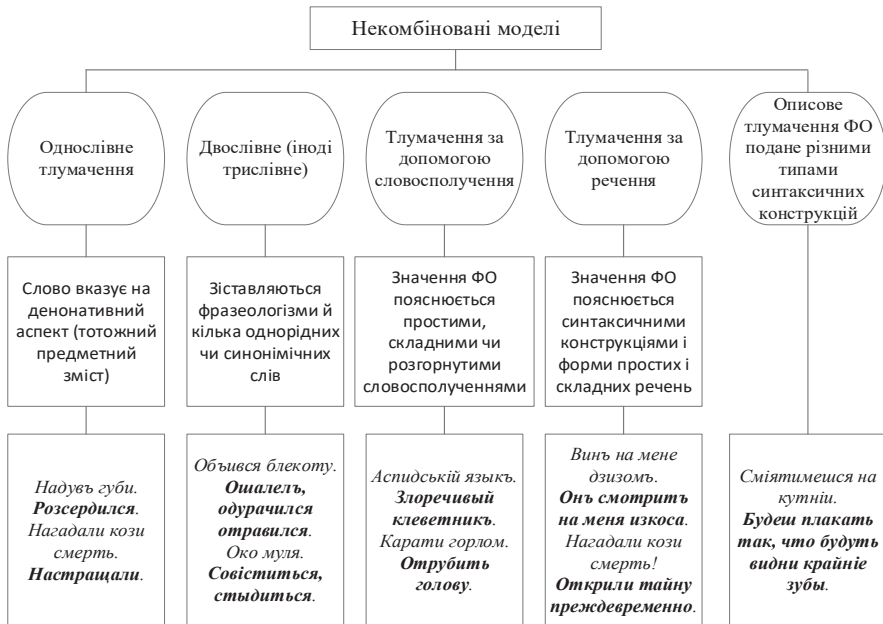 Некомбіновані моделі
Однослівне
тлумачення
Двослівне (іноді
трислівне)
Тлумачення за
допомогою
словосполучення
Тлумачення за
допомогою
речення
Описове
тлумачення ФО
подане різними
типами
синтаксичних
конструкцій
Слово вказує на
денонативний
аспект (тотожний
предметний
зміст)
Зіставляються
фразеологізми й
кілька однорідних
чи синонімічних
слів
Значення ФО
пояснюється
простими,
складними чи
розгорнутими
словосполученнями
Значення ФО
пояснюється
синтаксичними
конструкціями і
форми простих і
складних речень
Надувъ губи.
Розсердился.
Нагадали кози
смерть.
Настращали.
Объився блекоту.
Ошалелъ,
одурачился
отравился.
Око муля.
Совіститься,
стыдиться.
Аспидській языкъ.
Злоречивый
клеветникъ.
Карати горлом.
Отрубить
голову.
Винъ на мене
дзизомъ.
Онъ смотритъ
на меня изкоса.
Нагадали кози
смерть!
Открили тайну
преждевременно.
Сміятимешся на
кутніи.
Будеш плакать
так, что будуть
видни крайніе
зубы.